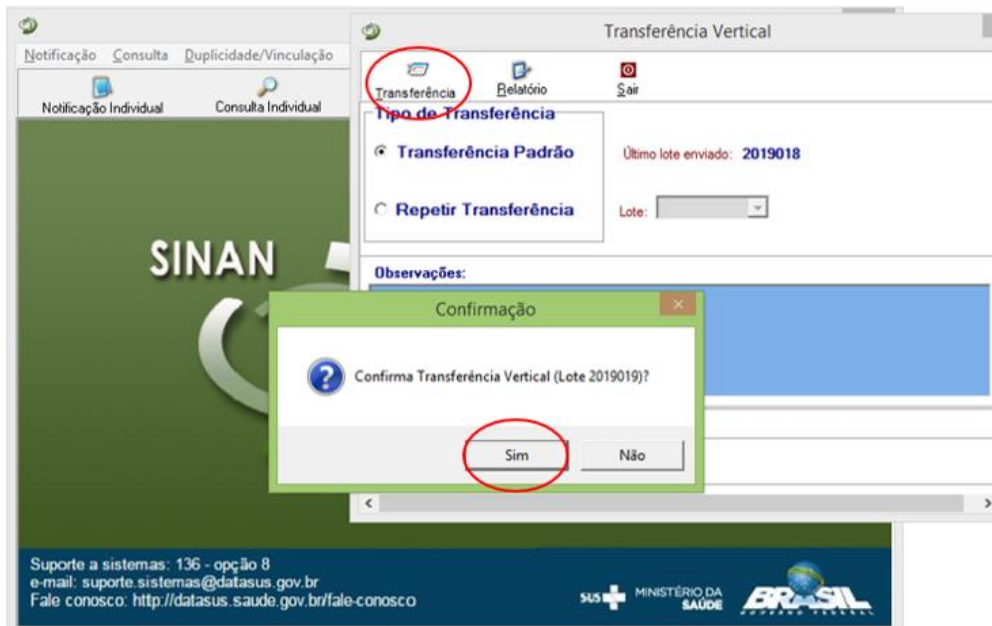 Transferência Vertical
Notificação Consulta Duplicidade/Vinculação
Notificação Individual Consulta Individual
Transferência Relatório Sair
Tipo de Transferência
Transferência Padrão
Último lote enviado: 2019018
Repetir Transferência
Lote:
Observações:
SINAN
Confirmação
Confirma Transferência Vertical (Lote 2019019)?
Sim Não
Suporte a sistemas: 136 - opção 8
e-mail: suporte.sistemas@datasus.gov.br
Fale conosco: http://datasus.saude.gov.br/fale-conosco
SUS MINISTÉRIO DA SAÚDE
BRASIL
GOVERNO FEDERAL